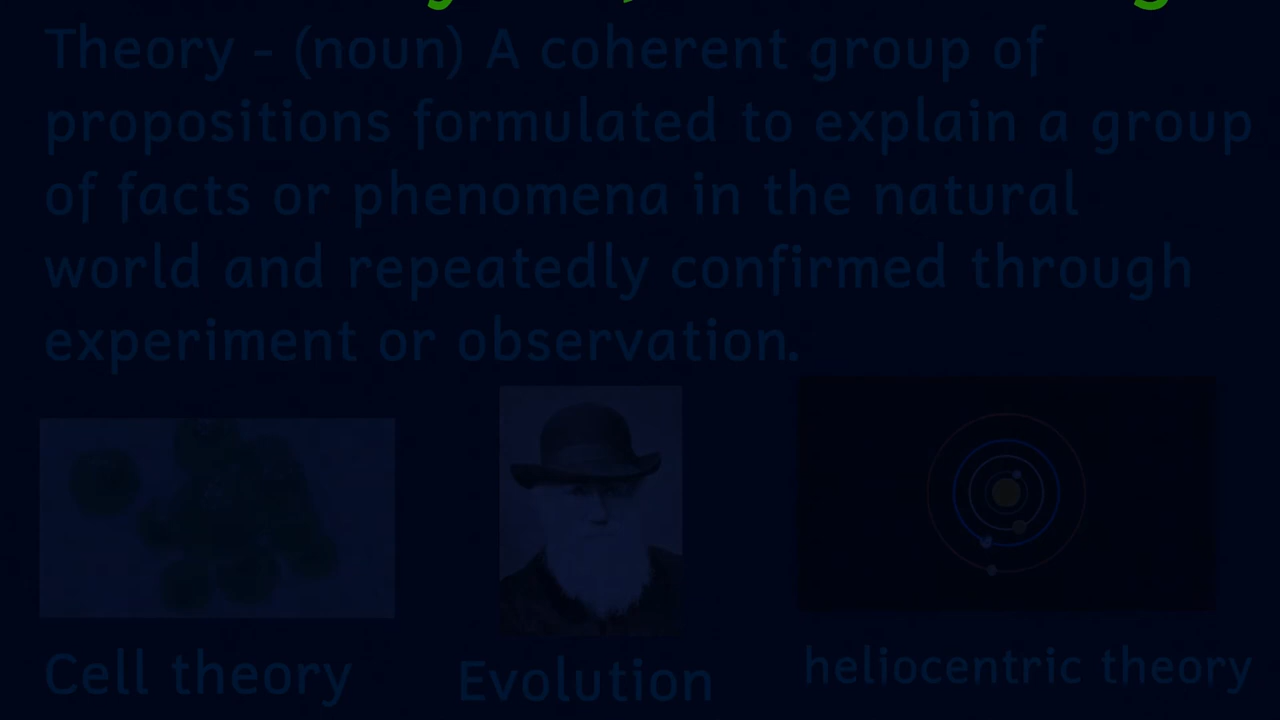 Theory - (noun) A coherent group of
propositions formulated to explain a group
of facts or phenomena in the natural
world and repeatedly confirmed through
experiment or observation.
Cell theory
Evolution
heliocentric theory